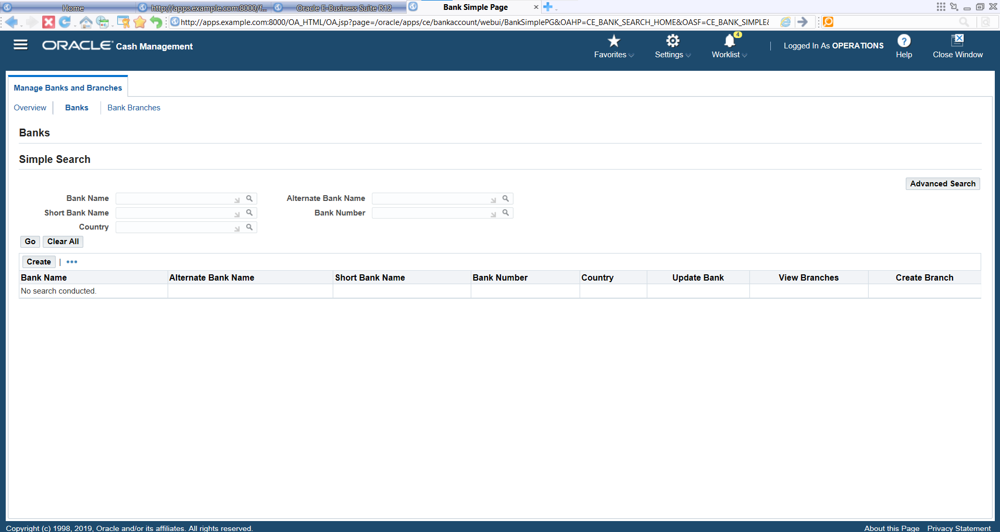 Home
http://apps.example.com:8000/f...
Oracle E-Business Suite R12
Bank Simple Page
http://apps.example.com:8000/OA_HTML/OA.jsp?page=/oracle/apps/ce/bankaccount/webui/BankSimplePG&OAHP=CE_BANK_SEARCH_HOME&OASF=CE_BANK_SIMPLE&
ORACLE Cash Management
Favorites
Settings
4
Worklist
Logged In As OPERATIONS
Help
Close Window
Manage Banks and Branches
Overview
Banks
Bank Branches
Banks
Simple Search
Advanced Search
Bank Name
Alternate Bank Name
Short Bank Name
Bank Number
Country
Go
Clear All
Create |
Bank Name Alternate Bank Name Short Bank Name Bank Number Country Update Bank View Branches Create Branch
No search conducted.
Copyright (c) 1998, 2019, Oracle and/or its affiliates. All rights reserved.
About this Page Privacy Statement